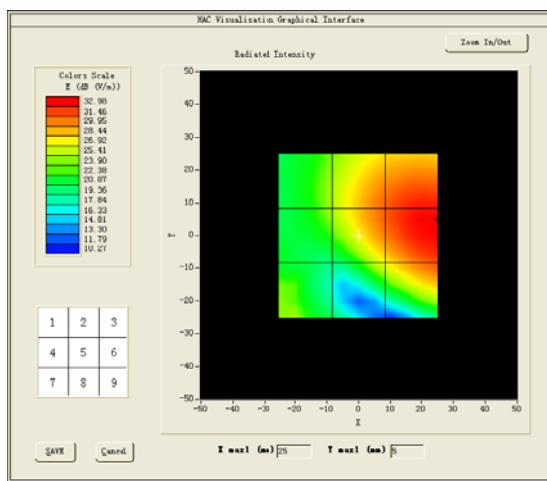 HAC Visualisation Graphical Interface
Zoom In/Out
Radiated Intensity
Colors Scale
E (dB (V/m))
32.98
31.46
29.95
28.44
26.92
25.41
23.90
22.38
20.87
19.36
17.84
16.33
14.81
13.30
11.79
10.27
50
40
30
20
10
0
-10
-20
-30
-40
-50
Y
-50 -40 -30 -20 -10 0 10 20 30 40 50
X
1 2 3
4 5 6
7 8 9
SAVE
Cancel
X max1 (mm) 25
Y max1 (mm) 5